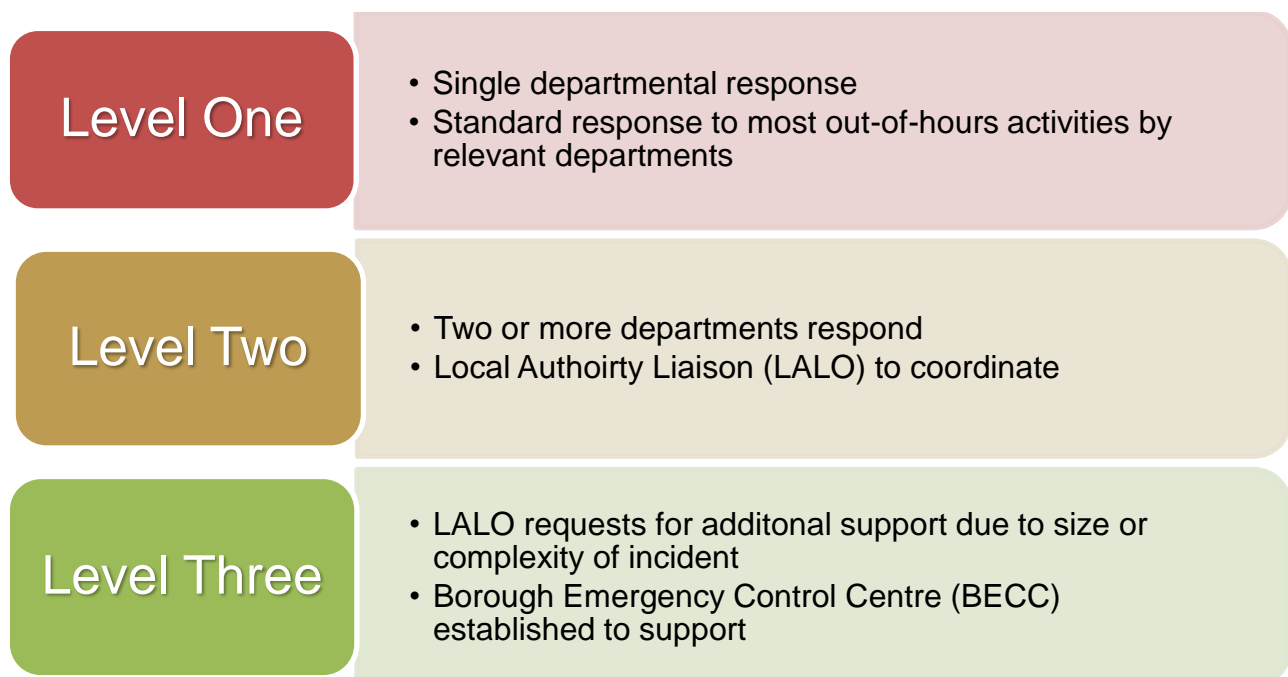 Level One
• Single departmental response
• Standard response to most out-of-hours activities by
relevant departments
Level Two
• Two or more departments respond
• Local Authoirty Liaison (LALO) to coordinate
Level Three
• LALO requests for additonal support due to size or
complexity of incident
• Borough Emergency Control Centre (BECC)
established to support